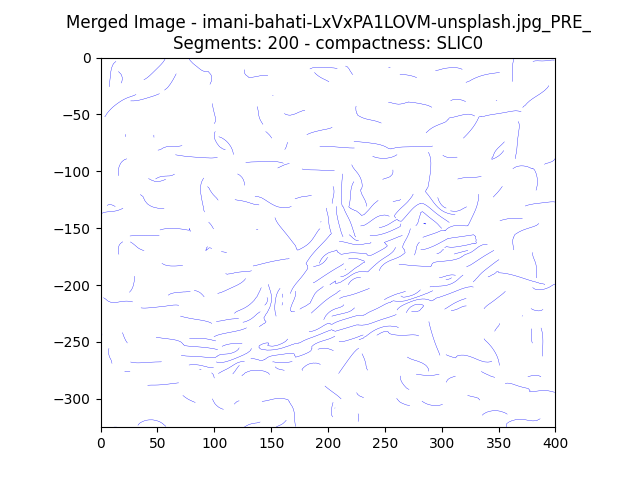 Merged Image - imani-bahati-LxVxPA1LOVM-unsplash.jpg_PRE_
Segments: 200 - compactness: SLIC0
0
−50
−100
−150
−200
−250
−300
0 50 100 150 200 250 300 350 400